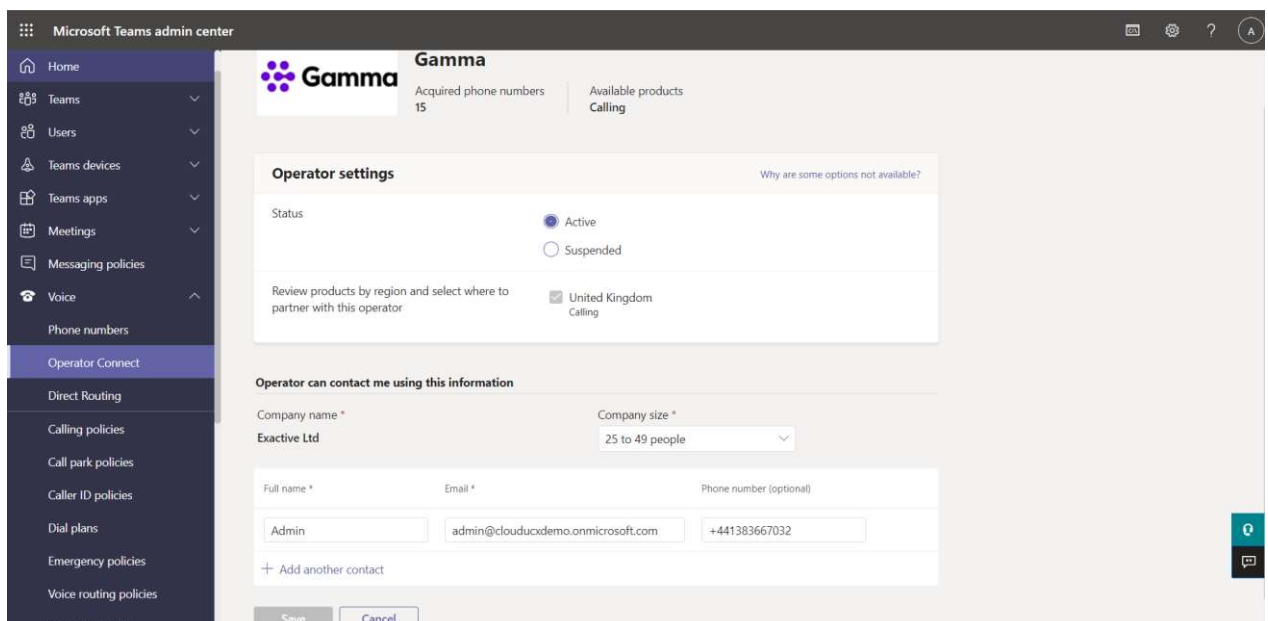 Microsoft Teams admin center
?
A
Home
Teams
Users
Teams devices
Teams apps
Meetings
Messaging policies
Voice
Phone numbers
Operator Connect
Direct Routing
Calling policies
Call park policies
Caller ID policies
Dial plans
Emergency policies
Voice routing policies
Gamma
Gamma
Acquired phone numbers
15
Available products
Calling
Operator settings
Why are some options not available?
Status
Active
Suspended
Review products by region and select where to
partner with this operator
United Kingdom
Calling
Operator can contact me using this information
Company name *
Exactive Ltd
Company size *
25 to 49 people
Full name *
Email *
Phone number (optional)
Admin
admin@clouducxdemo.onmicrosoft.com
+441383667032
+ Add another contact
Save
Cancel